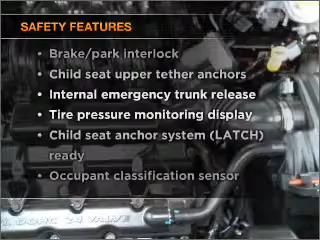 SAFETY FEATURES
• Brake/park interlock
• Child seat upper tether anchors
• Internal emergency trunk release
• Tire pressure monitoring display
• Child seat anchor system (LATCH)
ready
• Occupant classification sensor
DOHC 24 VALVE